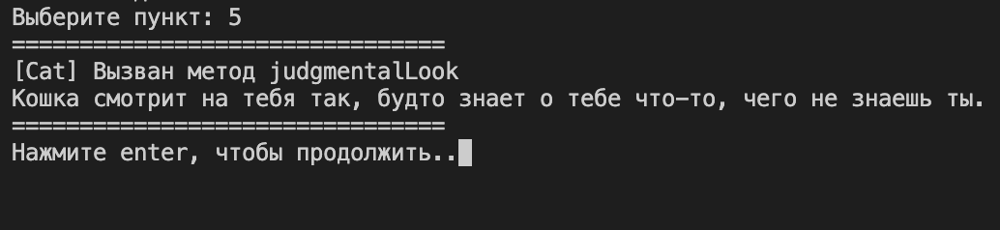 Выберите пункт: 5
================================
[Cat] Вызван метод judgmentalLook
Кошка смотрит на тебя так, будто знает о тебе что-то, чего не знаешь ты.
================================
Нажмите enter, чтобы продолжить..